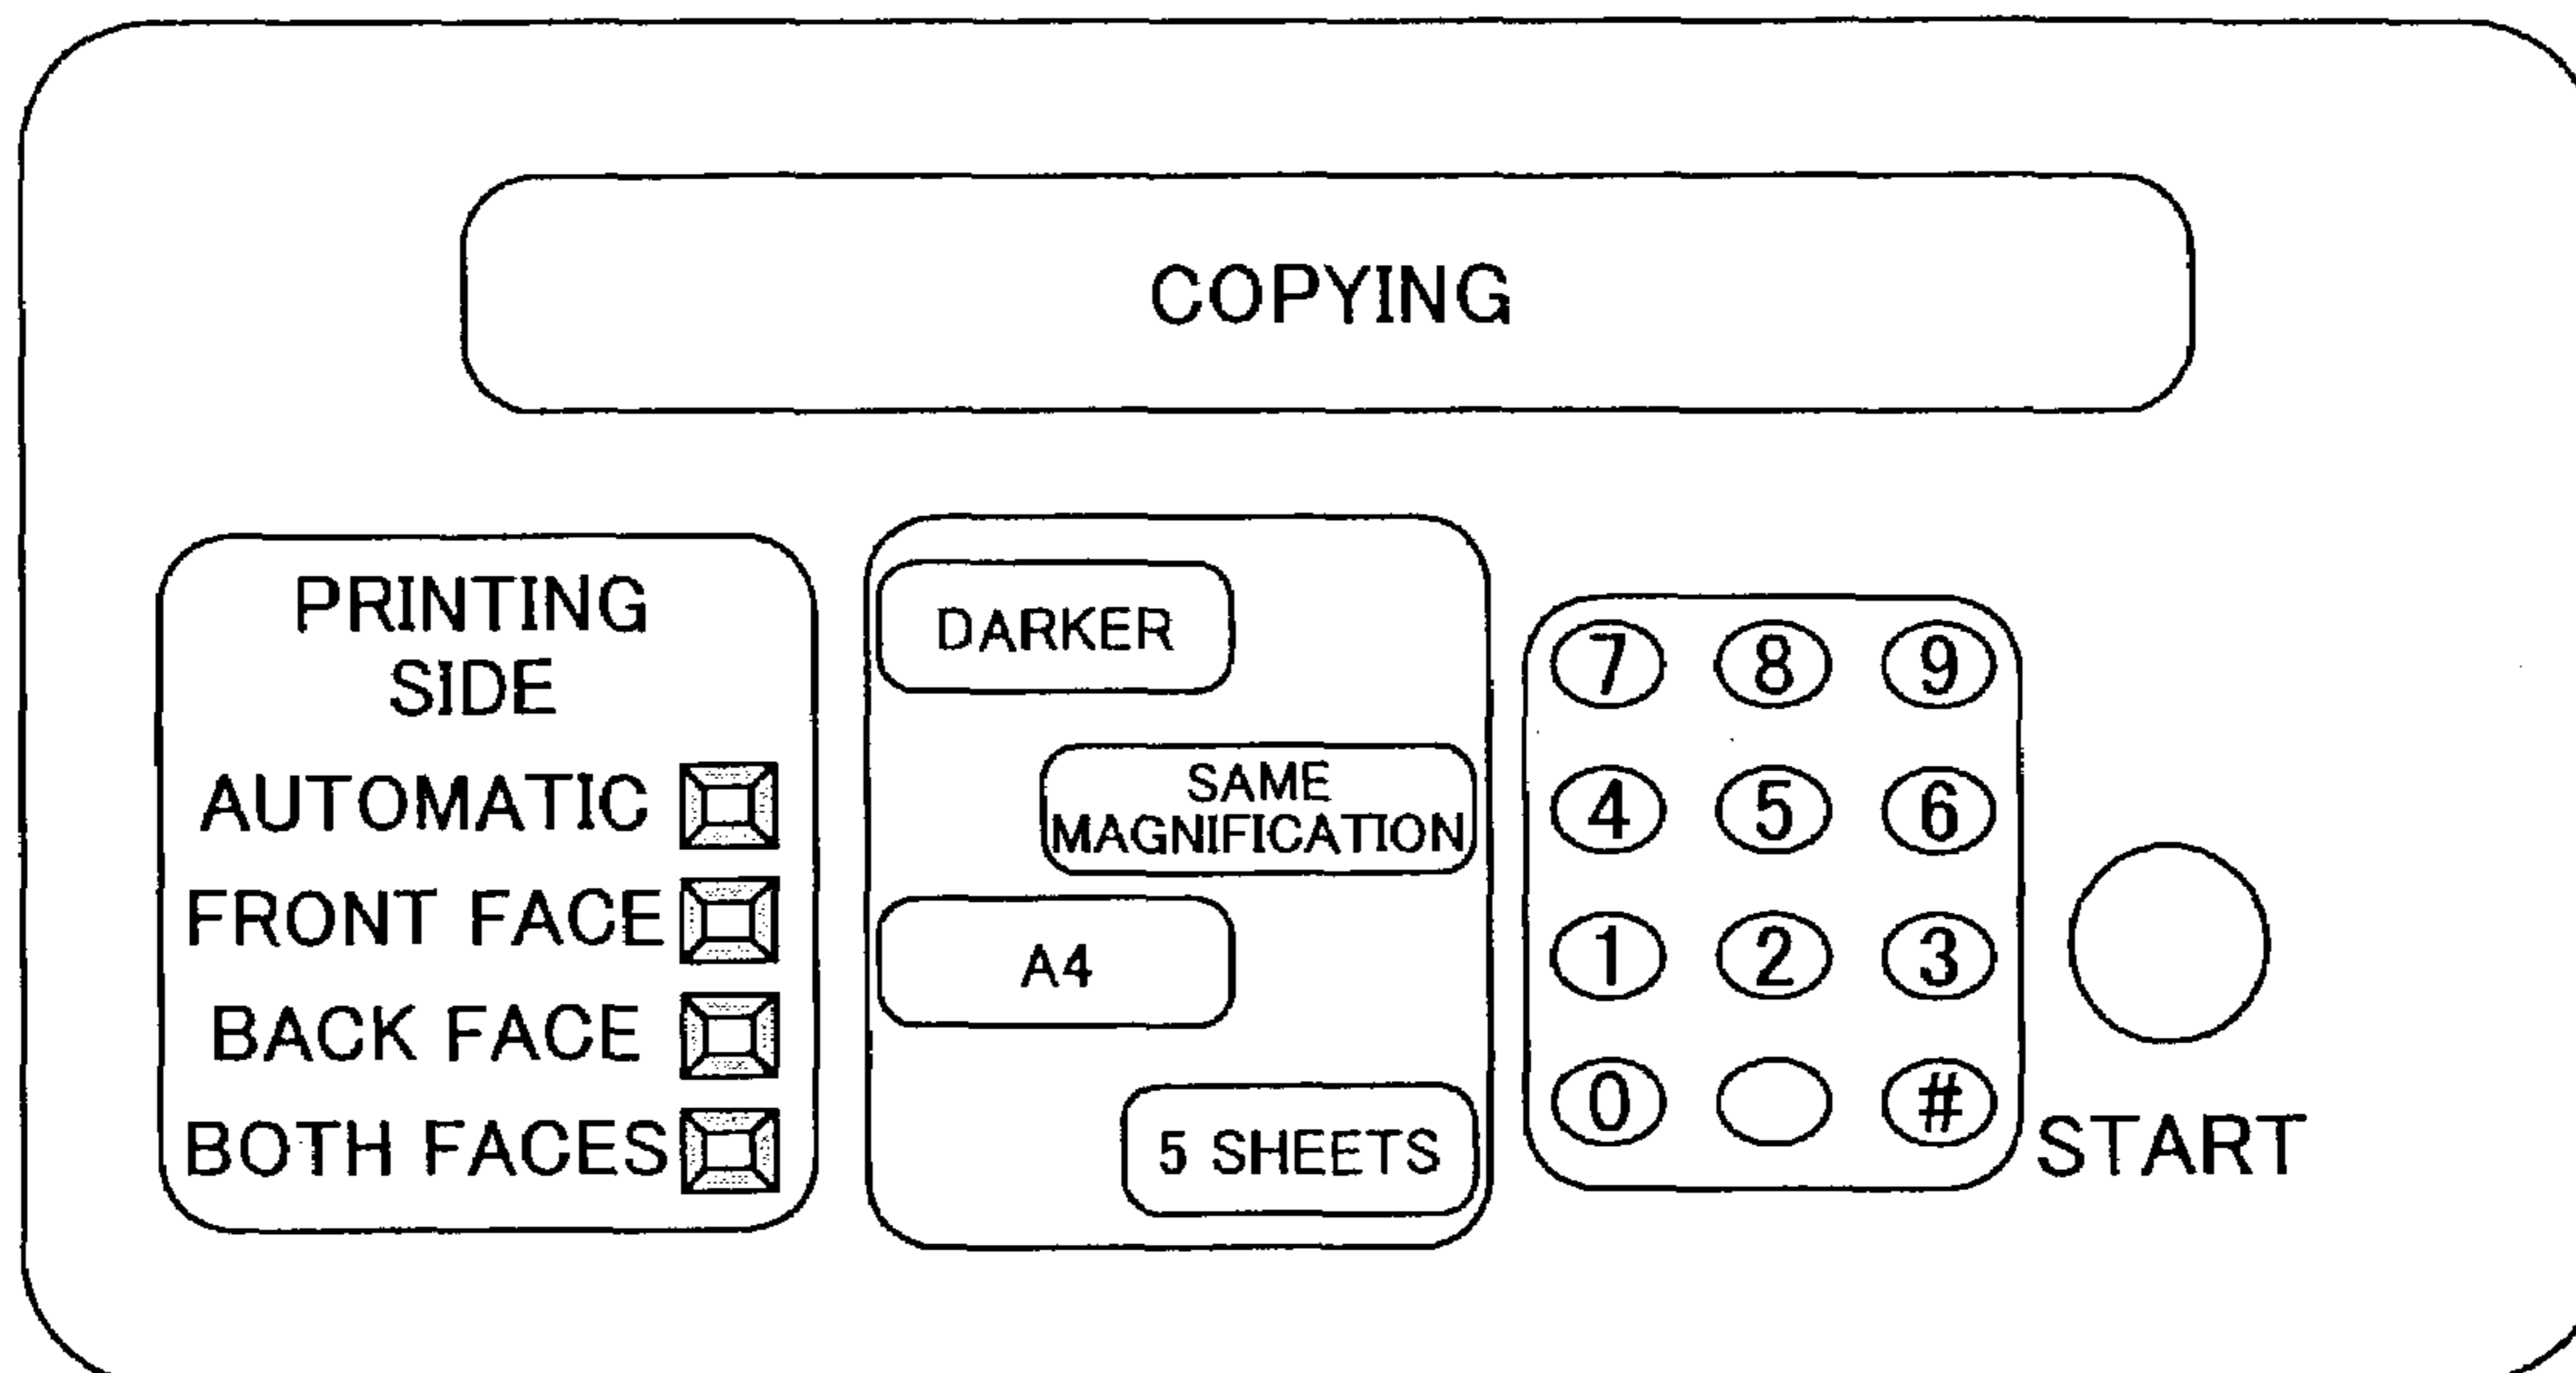 COPYING
PRINTING
SIDE
AUTOMATIC
FRONT FACE
BACK FACE
BOTH FACES
DARKER
SAME
MAGNIFICATION
A4
5 SHEETS
7 8 9
4 5 6
1 2 3
0 #
START